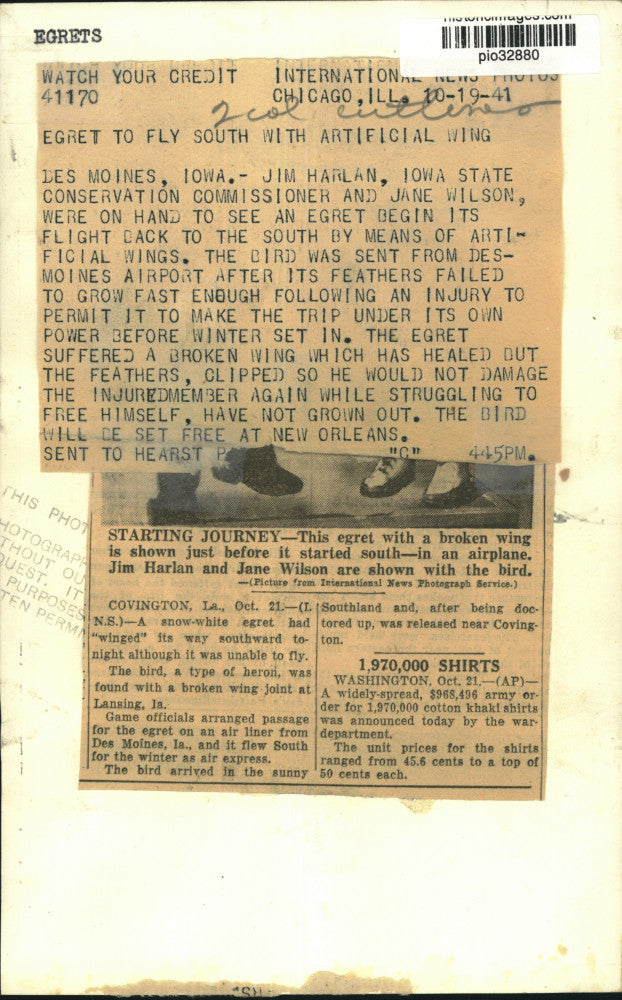 EGRETS
historicimages.com
pio32880
WATCH YOUR CREDIT INTERNATIONAL NEWS PHOTOS
41170 CHICAGO, ILL. 10-19-41
2 col
EGRET TO FLY SOUTH WITH ARTIFICIAL WING
DES MOINES, IOWA.- JIM HARLAN, IOWA STATE
CONSERVATION COMMISSIONER AND JANE WILSON,
WERE ON HAND TO SEE AN EGRET BEGIN ITS
FLIGHT BACK TO THE SOUTH BY MEANS OF ARTI-
FICIAL WINGS. THE BIRD WAS SENT FROM DES-
MOINES AIRPORT AFTER ITS FEATHERS FAILED
TO GROW FAST ENOUGH FOLLOWING AN INJURY TO
PERMIT IT TO MAKE THE TRIP UNDER ITS OWN
POWER BEFORE WINTER SET IN. THE EGRET
SUFFERED A BROKEN WING WHICH HAS HEALED BUT
THE FEATHERS, CLIPPED SO HE WOULD NOT DAMAGE
THE INJUREDMEMBER AGAIN WHILE STRUGGLING TO
FREE HIMSELF, HAVE NOT GROWN OUT. THE BIRD
WILL BE SET FREE AT NEW ORLEANS.
SENT TO HEARST P "C" 445PM.
THIS PHOT
HOTOGRAPH
THOUT OU
UEST. IT
PURPOSES
TEN PERMI
STARTING JOURNEY—This egret with a broken wing
is shown just before it started south—in an airplane.
Jim Harlan and Jane Wilson are shown with the bird.
—(Picture from International News Photograph Service.)
COVINGTON, La., Oct. 21.—(I.
N.S.)—A snow-white egret had
"winged" its way southward to-
night although it was unable to fly.
The bird, a type of heron, was
found with a broken wing joint at
Lansing, Ia.
Game officials arranged passage
for the egret on an air liner from
Des Moines, Ia., and it flew South
for the winter as air express.
The bird arrived in the sunny
Southland and, after being doc-
tored up, was released near Coving-
ton.
1,970,000 SHIRTS
WASHINGTON, Oct. 21.—(AP)—
A widely-spread, $968,496 army or-
der for 1,970,000 cotton khaki shirts
was announced today by the war-
department.
The unit prices for the shirts
ranged from 45.6 cents to a top of
50 cents each.